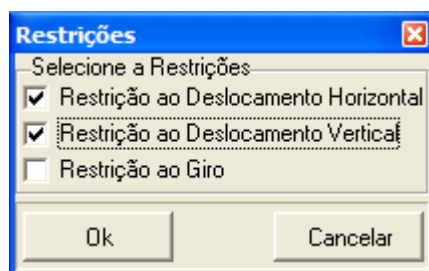 Restrições
Selecione a Restrições
Restrição ao Deslocamento Horizontal
Restrição ao Deslocamento Vertical
Restrição ao Giro
Ok
Cancelar